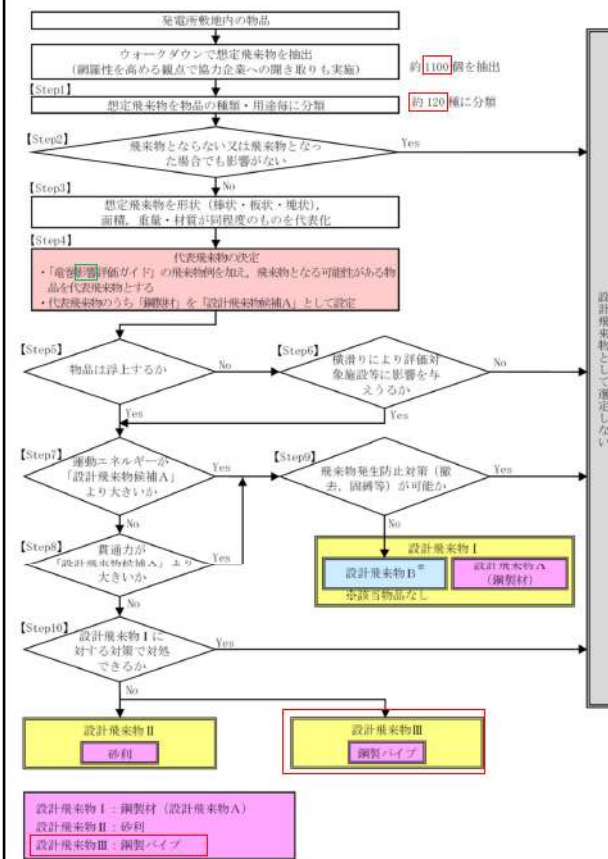 発電所敷地内の物品
ウォークダウンで想定飛来物を抽出
(網羅性を高める観点で協力企業への聞き取りも実施)
約1100個を抽出
【Step1】
想定飛来物を物品の種類・用途毎に分類
約120種に分類
【Step2】
飛来物とならない又は飛来物となっ
た場合でも影響がない
Yes
No
【Step3】
想定飛来物を形状(棒状・板状・塊状),
面積,重量・材質が同程度のものを代表化
【Step4】
代表飛来物の決定
・「竜巻影響評価ガイド」の飛来物例を加え,飛来物となる可能性がある物
品を代表飛来物とする
・代表飛来物のうち「鋼製材」を「設計飛来物候補A」として設定
【Step5】
物品は浮上するか
No
【Step6】
横滑りにより評価対
象施設等に影響を与
えうるか
No
Yes
Yes
【Step7】
運動エネルギーが
「設計飛来物候補A」
より大きいか
Yes
【Step9】
飛来物発生防止対策(撤
去,固縛等)が可能か
Yes
No
No
【Step8】
貫通力が
「設計飛来物候補A」より
大きいか
Yes
設計飛来物Ⅰ
設計飛来物B※
設計飛来物A
(鋼製材)
※該当物品なし
No
【Step10】
設計飛来物Ⅰに
対する対策で対処
できるか
Yes
No
設計飛来物Ⅱ
砂利
設計飛来物Ⅲ
鋼製パイプ
設計飛来物として選定しない
設計飛来物Ⅰ:鋼製材(設計飛来物A)
設計飛来物Ⅱ:砂利
設計飛来物Ⅲ:鋼製パイプ